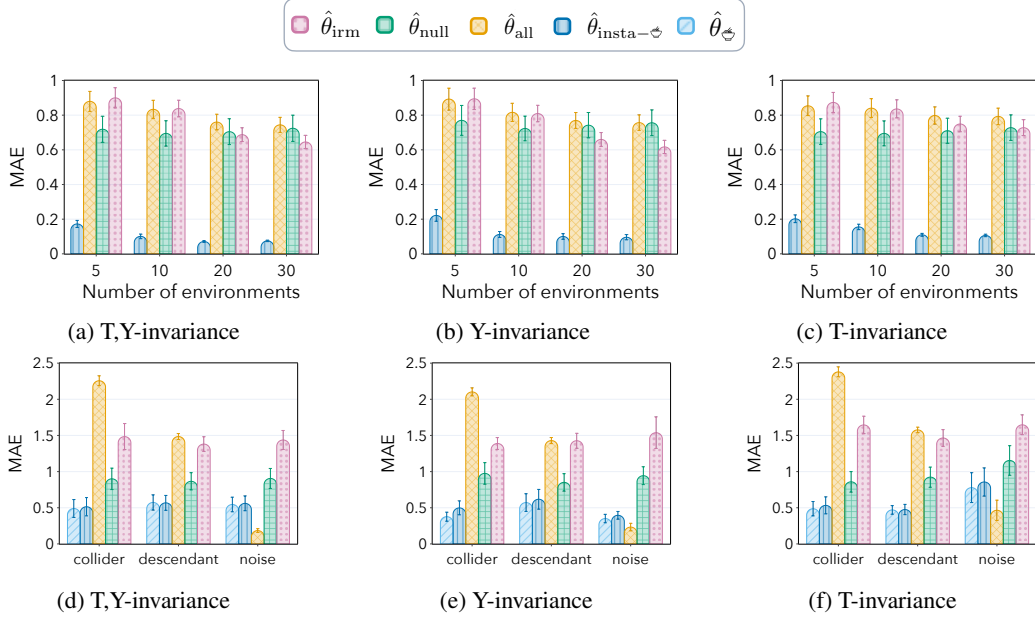 θ̂irm θ̂null θ̂all θ̂insta− θ̂
1 0.8 0.6 0.4 0.2 0
MAE
5 10 20 30
Number of environments
(a) T,Y-invariance
1 0.8 0.6 0.4 0.2 0
MAE
5 10 20 30
Number of environments
(b) Y-invariance
1 0.8 0.6 0.4 0.2 0
MAE
5 10 20 30
Number of environments
(c) T-invariance
2.5 2 1.5 1 0.5 0
MAE
collider descendant noise
(d) T,Y-invariance
2.5 2 1.5 1 0.5 0
MAE
collider descendant noise
(e) Y-invariance
2.5 2 1.5 1 0.5 0
MAE
collider descendant noise
(f) T-invariance